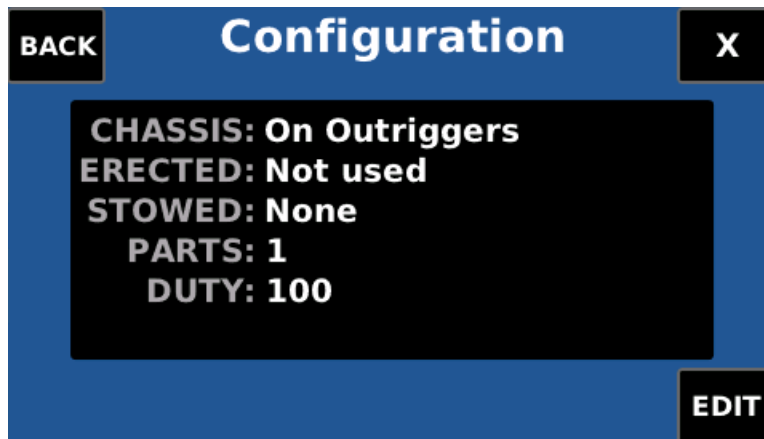 BACK
Configuration
X
CHASSIS: On Outriggers
ERECTED: Not used
STOWED: None
PARTS: 1
DUTY: 100
EDIT